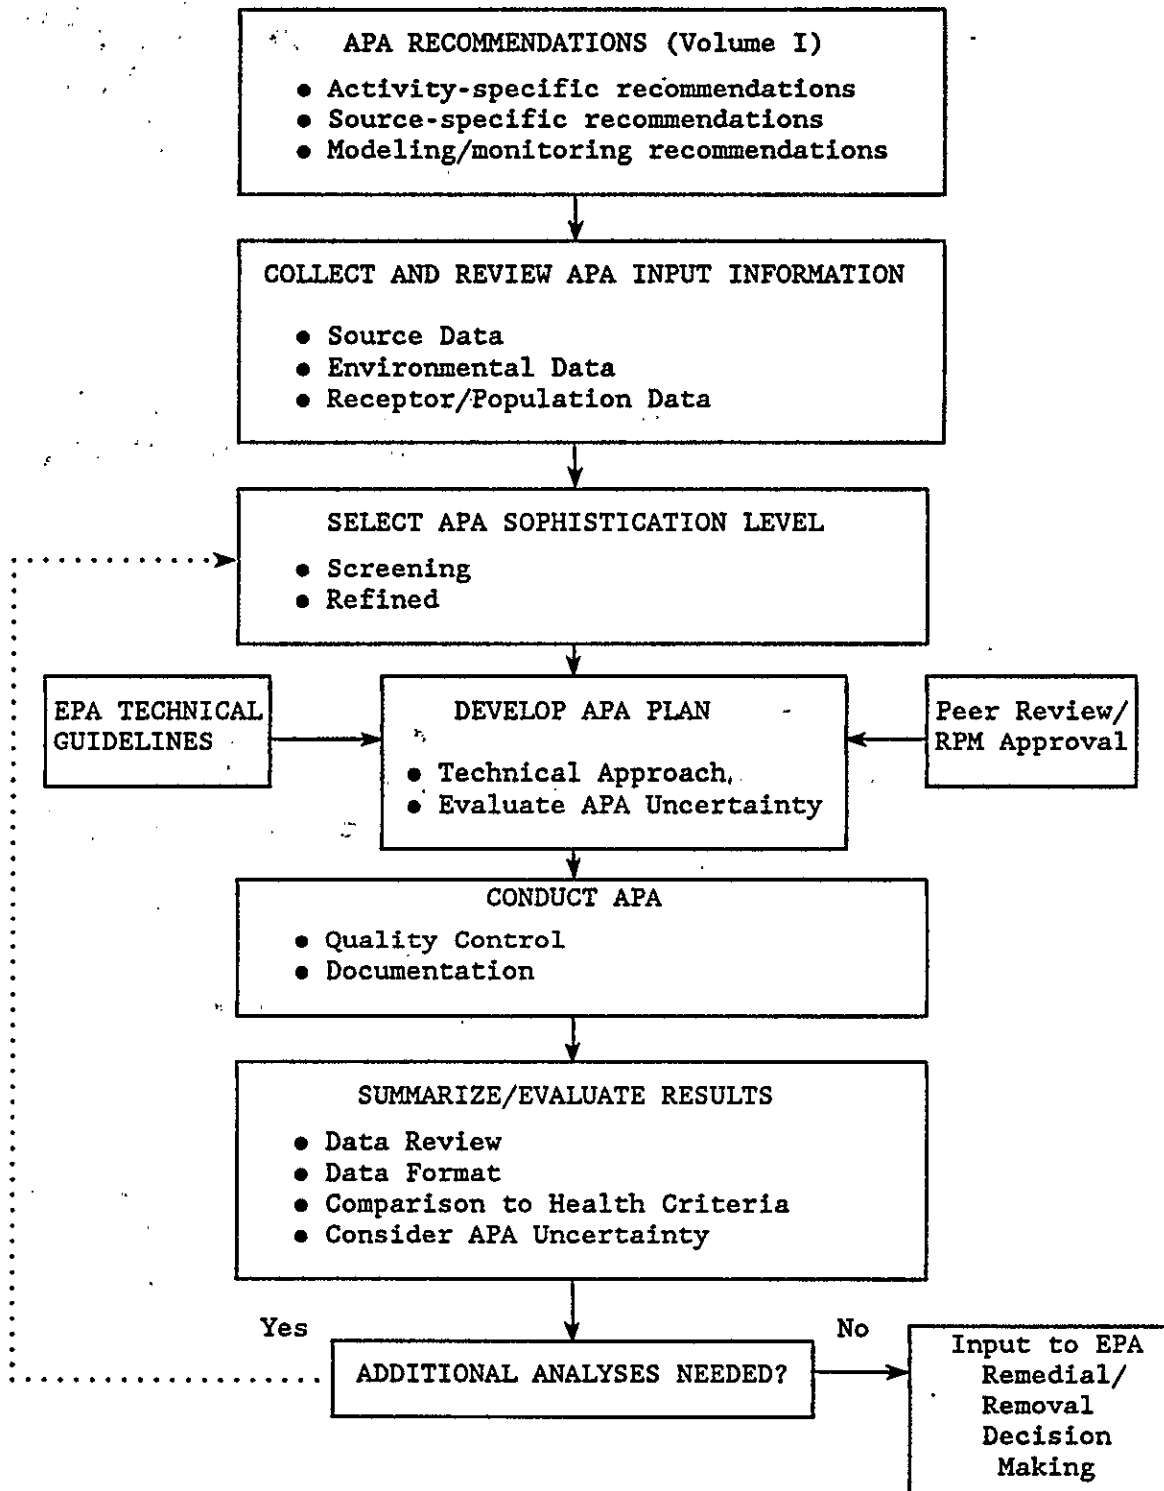 APA RECOMMENDATIONS (Volume I)
● Activity-specific recommendations
● Source-specific recommendations
● Modeling/monitoring recommendations
COLLECT AND REVIEW APA INPUT INFORMATION
● Source Data
● Environmental Data
● Receptor/Population Data
SELECT APA SOPHISTICATION LEVEL
● Screening
● Refined
EPA TECHNICAL
GUIDELINES
DEVELOP APA PLAN
● Technical Approach
● Evaluate APA Uncertainty
Peer Review/
RPM Approval
CONDUCT APA
● Quality Control
● Documentation
SUMMARIZE/EVALUATE RESULTS
● Data Review
● Data Format
● Comparison to Health Criteria
● Consider APA Uncertainty
Yes
ADDITIONAL ANALYSES NEEDED?
No
Input to EPA
Remedial/
Removal
Decision
Making